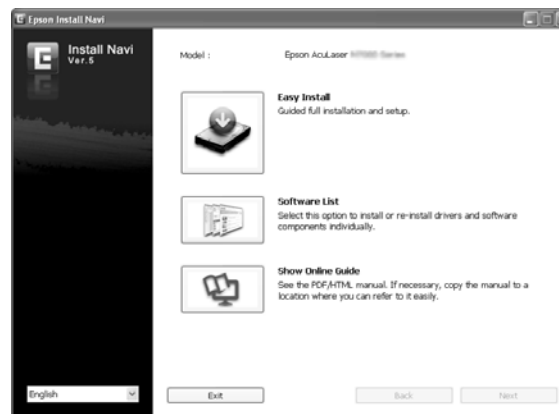 Epson Install Navi
Install Navi
Ver.5
Model :
Epson AcuLaser
Easy Install
Guided full installation and setup.
Software List
Select this option to install or re-install drivers and software
components individually.
Show Online Guide
See the PDF/HTML manual. If necessary, copy the manual to a
location where you can refer to it easily.
English
Exit
Back
Next